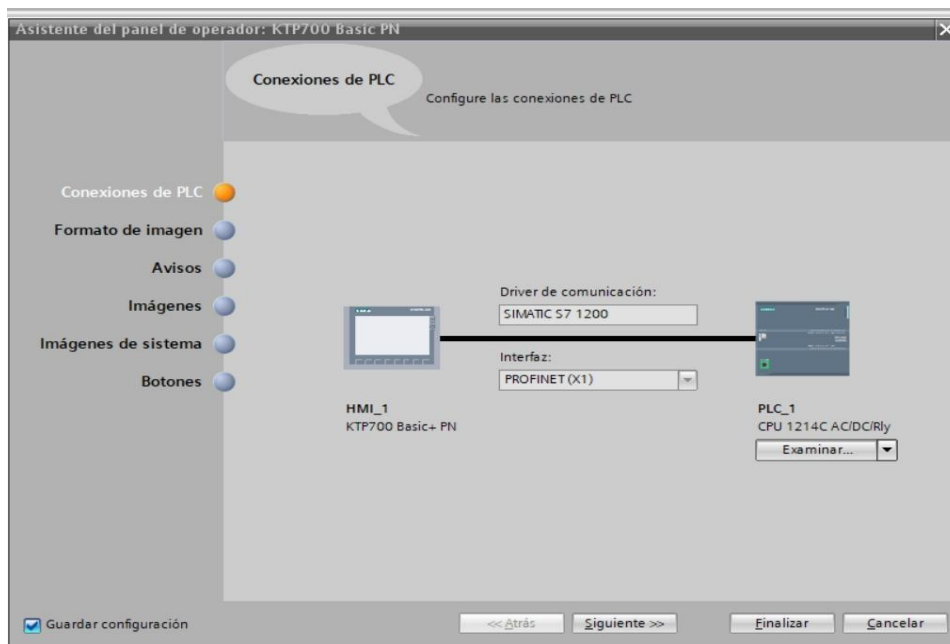 Asistente del panel de operador: KTP700 Basic PN
Conexiones de PLC
Configure las conexiones de PLC
Conexiones de PLC
Formato de imagen
Avisos
Imágenes
Imágenes de sistema
Botones
Driver de comunicación:
SIMATIC S7 1200
Interfaz:
PROFINET (X1)
HMI_1
KTP700 Basic+ PN
PLC_1
CPU 1214C AC/DC/Rly
Examinar...
Guardar configuración
<< Atrás
Siguiente >>
Finalizar
Cancelar